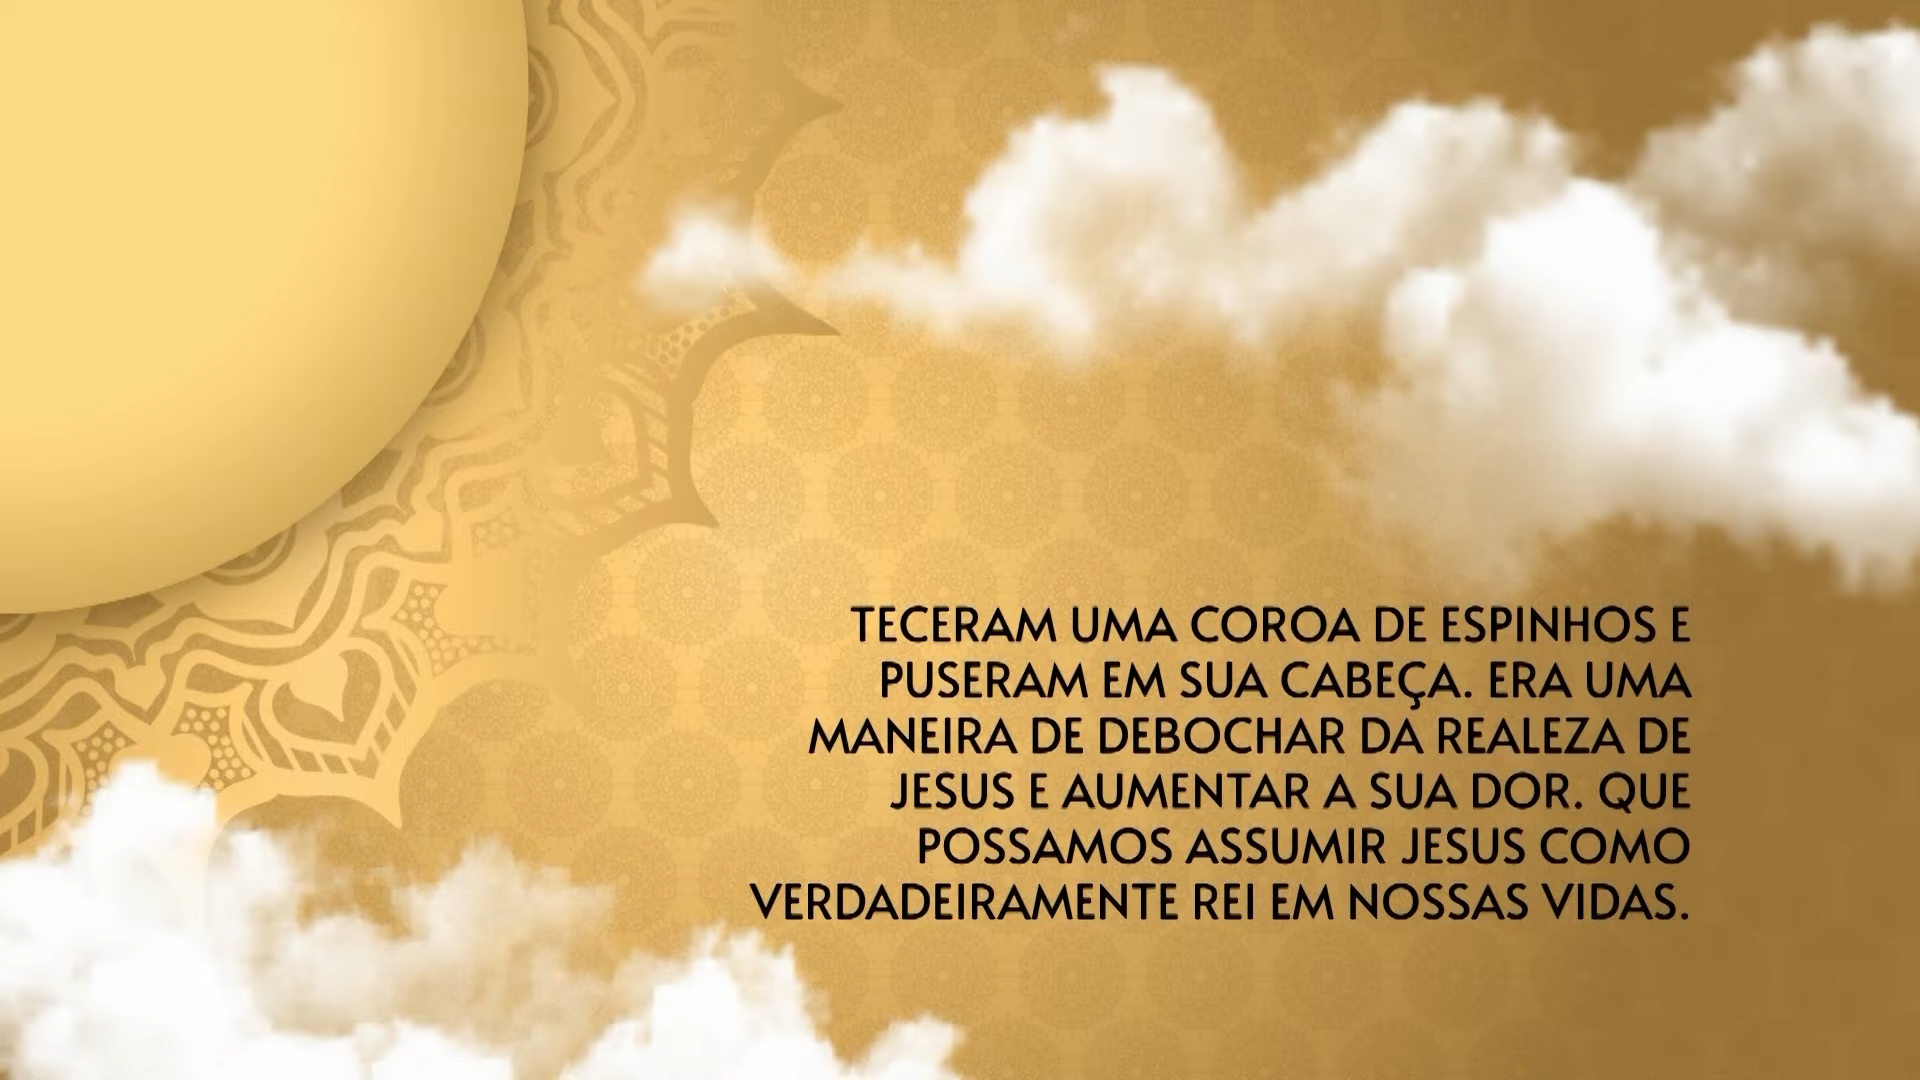 TECERAM UMA COROA DE ESPINHOS E
PUSERAM EM SUA CABEÇA. ERA UMA
MANEIRA DE DEBOCHAR DA REALEZA DE
JESUS E AUMENTAR A SUA DOR. QUE
POSSAMOS ASSUMIR JESUS COMO
VERDADEIRAMENTE REI EM NOSSAS VIDAS.